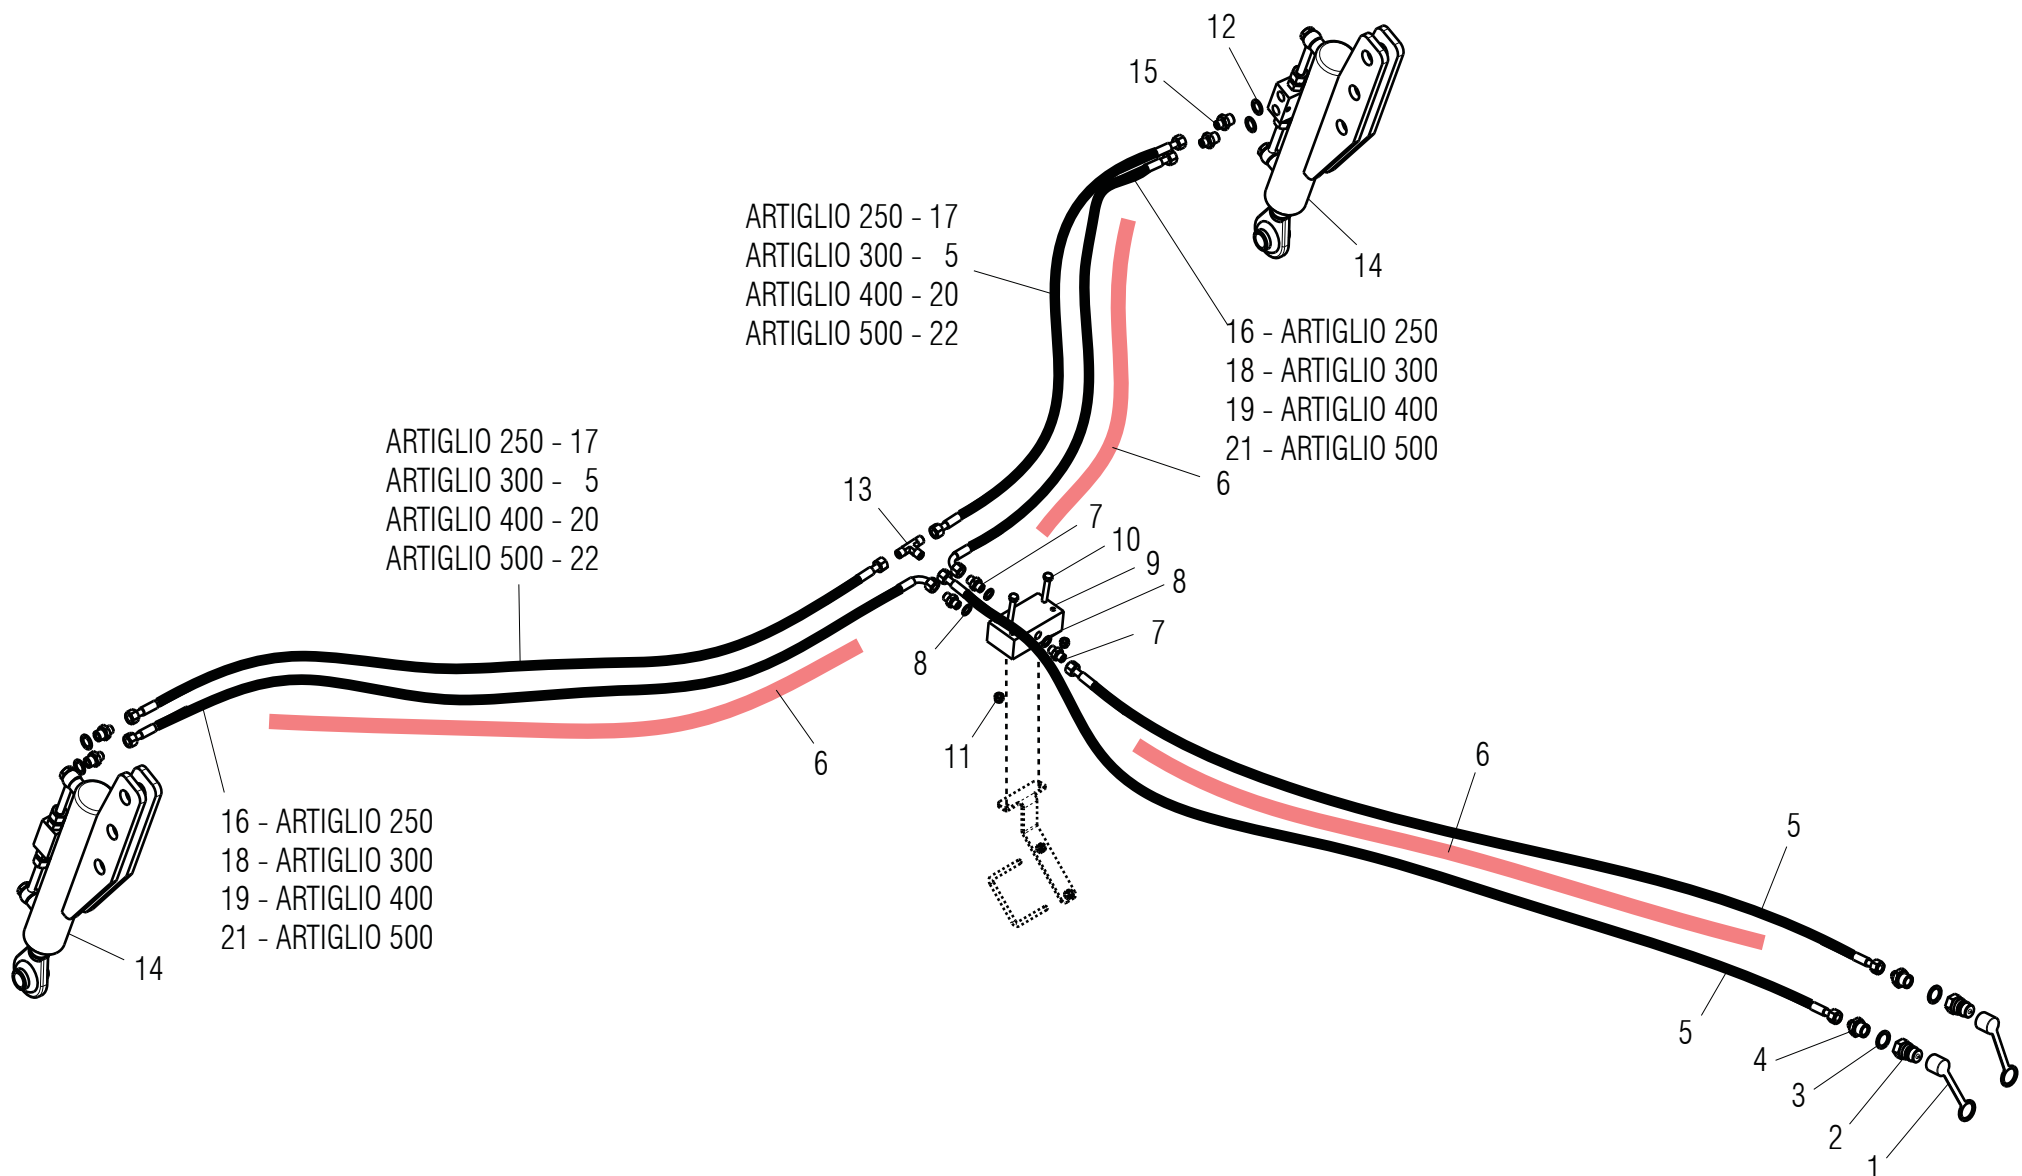 12
15
14
ARTIGLIO 250 - 17
ARTIGLIO 300 - 5
ARTIGLIO 400 - 20
ARTIGLIO 500 - 22
16 - ARTIGLIO 250
18 - ARTIGLIO 300
19 - ARTIGLIO 400
21 - ARTIGLIO 500
6
ARTIGLIO 250 - 17
ARTIGLIO 300 - 5
ARTIGLIO 400 - 20
ARTIGLIO 500 - 22
13
7
10
9
8
7
8
11
6
6
16 - ARTIGLIO 250
18 - ARTIGLIO 300
19 - ARTIGLIO 400
21 - ARTIGLIO 500
14
5
5
4
3
2
1